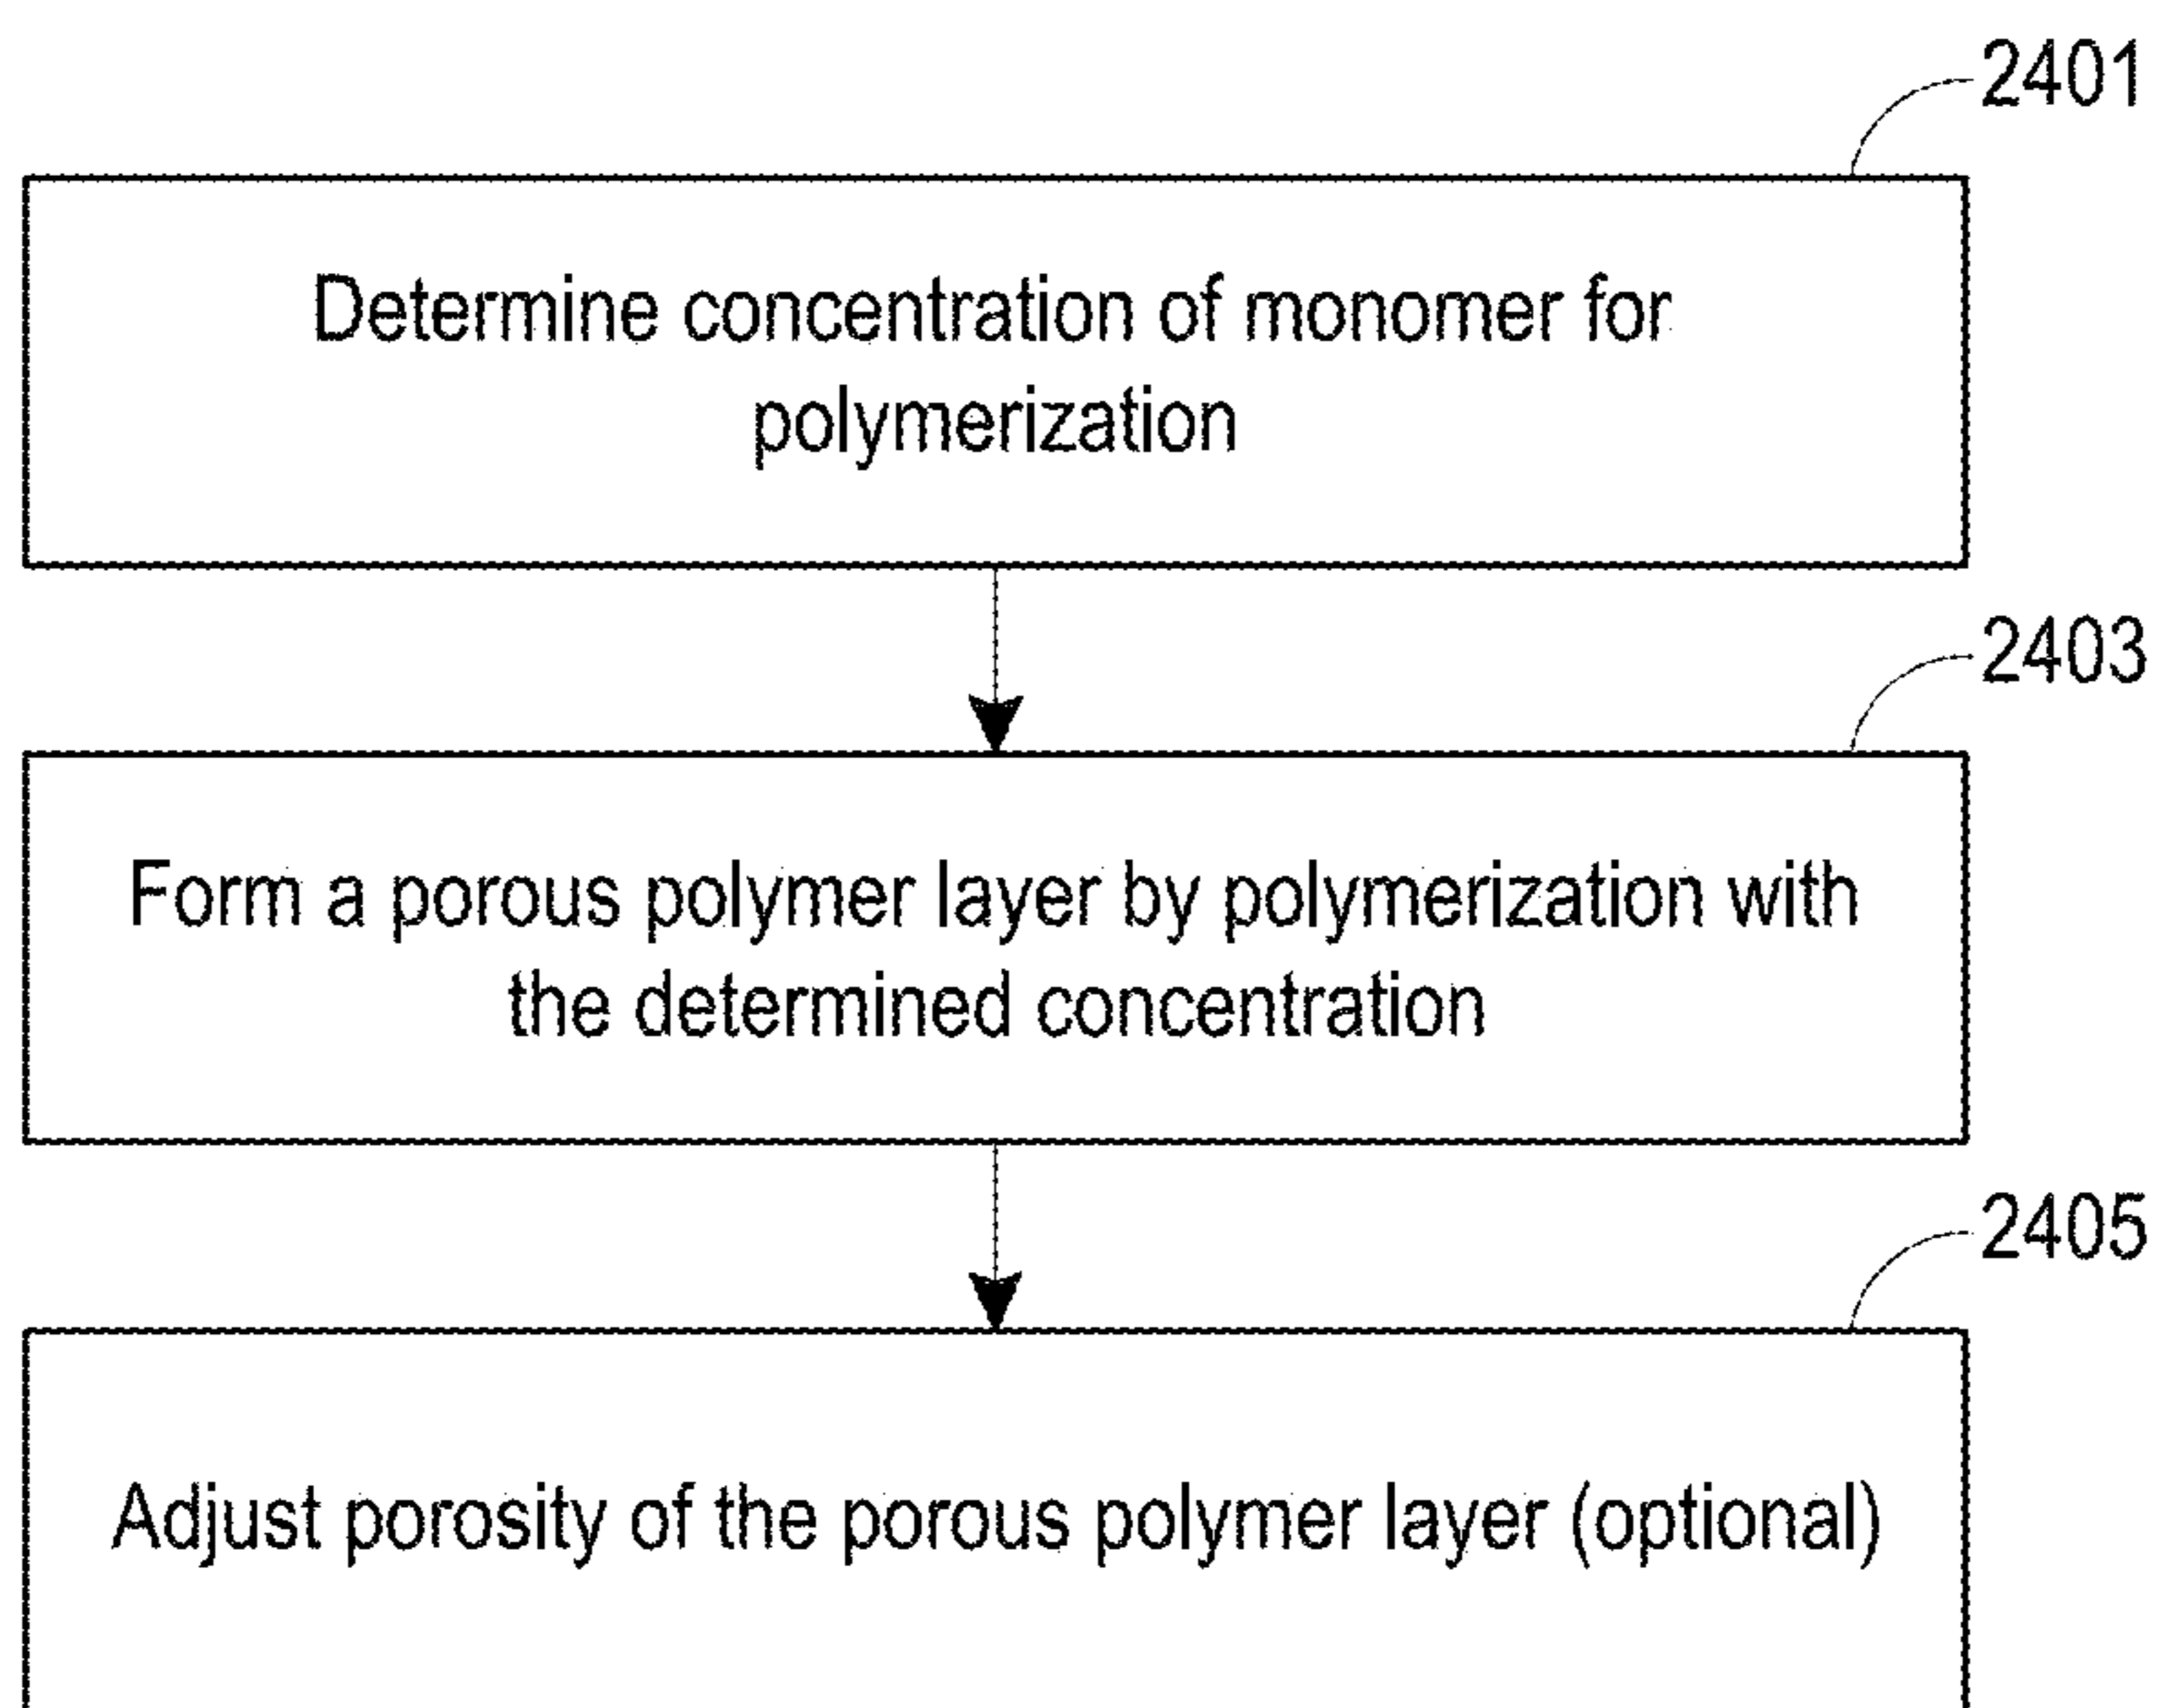 2401
Determine concentration of monomer for
polymerization
2403
Form a porous polymer layer by polymerization with
the determined concentration
2405
Adjust porosity of the porous polymer layer (optional)